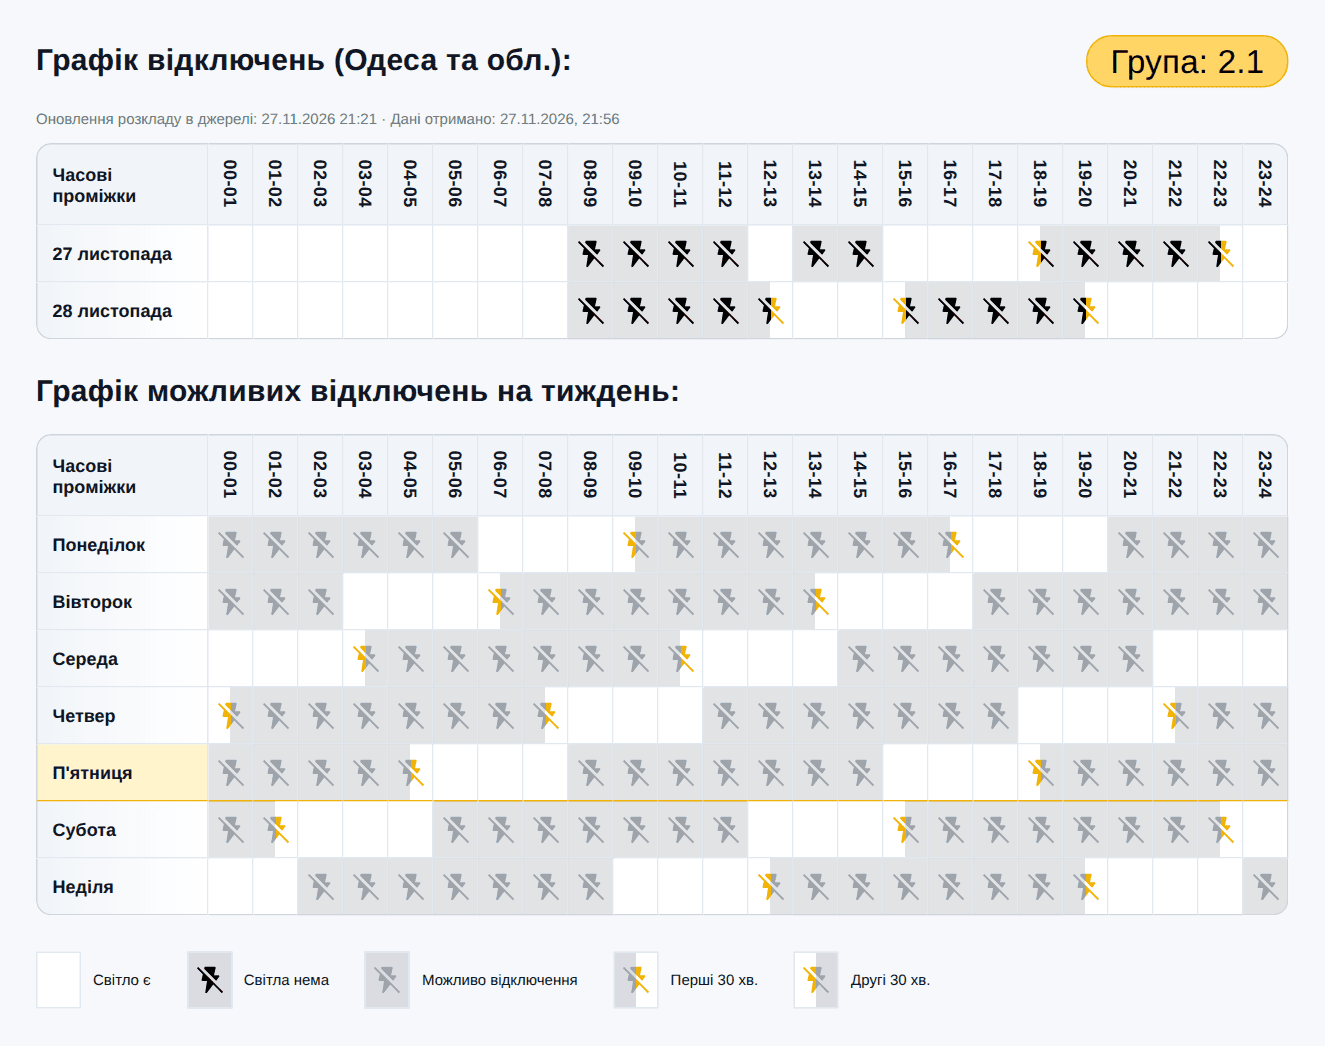 Графік відключень (Одеса та обл.):
Група: 2.1
Оновлення розкладу в джерелі: 27.11.2026 21:21 · Дані отримано: 27.11.2026, 21:56
Часові проміжки 00-01 01-02 02-03 03-04 04-05 05-06 06-07 07-08 08-09 09-10 10-11 11-12 12-13 13-14 14-15 15-16 16-17 17-18 18-19 19-20 20-21 21-22 22-23 23-24
27 листопада
28 листопада
Графік можливих відключень на тиждень:
Часові проміжки 00-01 01-02 02-03 03-04 04-05 05-06 06-07 07-08 08-09 09-10 10-11 11-12 12-13 13-14 14-15 15-16 16-17 17-18 18-19 19-20 20-21 21-22 22-23 23-24
Понеділок
Вівторок
Середа
Четвер
П'ятниця
Субота
Неділя
Світло є Світла нема Можливо відключення Перші 30 хв. Другі 30 хв.